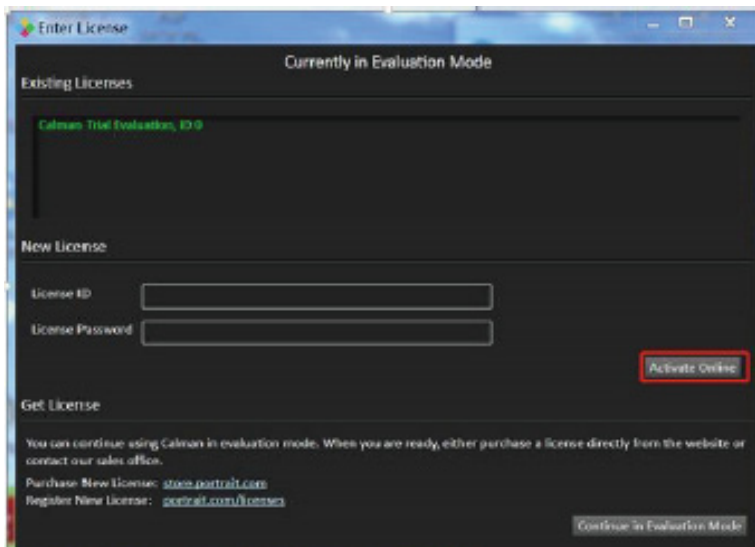 Enter License
Currently in Evaluation Mode
Existing Licenses
Calman Trial Evaluation, ID:0
New License
License ID
License Password
Activate Online
Get License
You can continue using Calman in evaluation mode. When you are ready, either purchase a license directly from the website or
contact our sales office.
Purchase New License: store.portrait.com
Register New License: portrait.com/licenses
Continue in Evaluation Mode